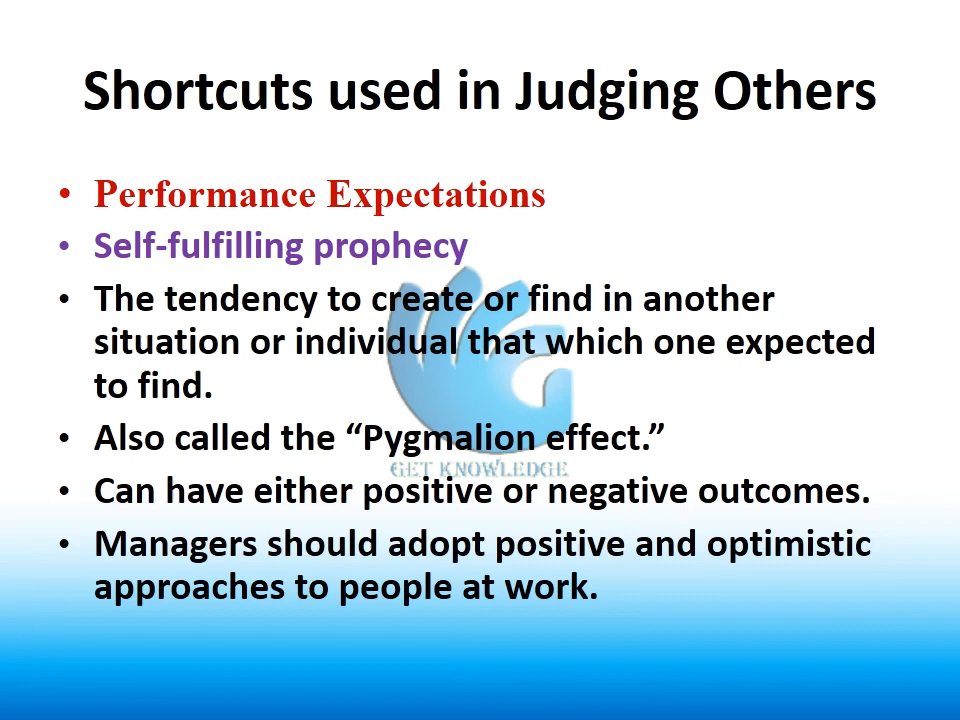 Shortcuts used in Judging Others
• Performance Expectations
• Self-fulfilling prophecy
• The tendency to create or find in another
situation or individual that which one expected
to find.
• Also called the “Pygmalion effect.”
GET KNOWLEDGE
• Can have either positive or negative outcomes.
• Managers should adopt positive and optimistic
approaches to people at work.